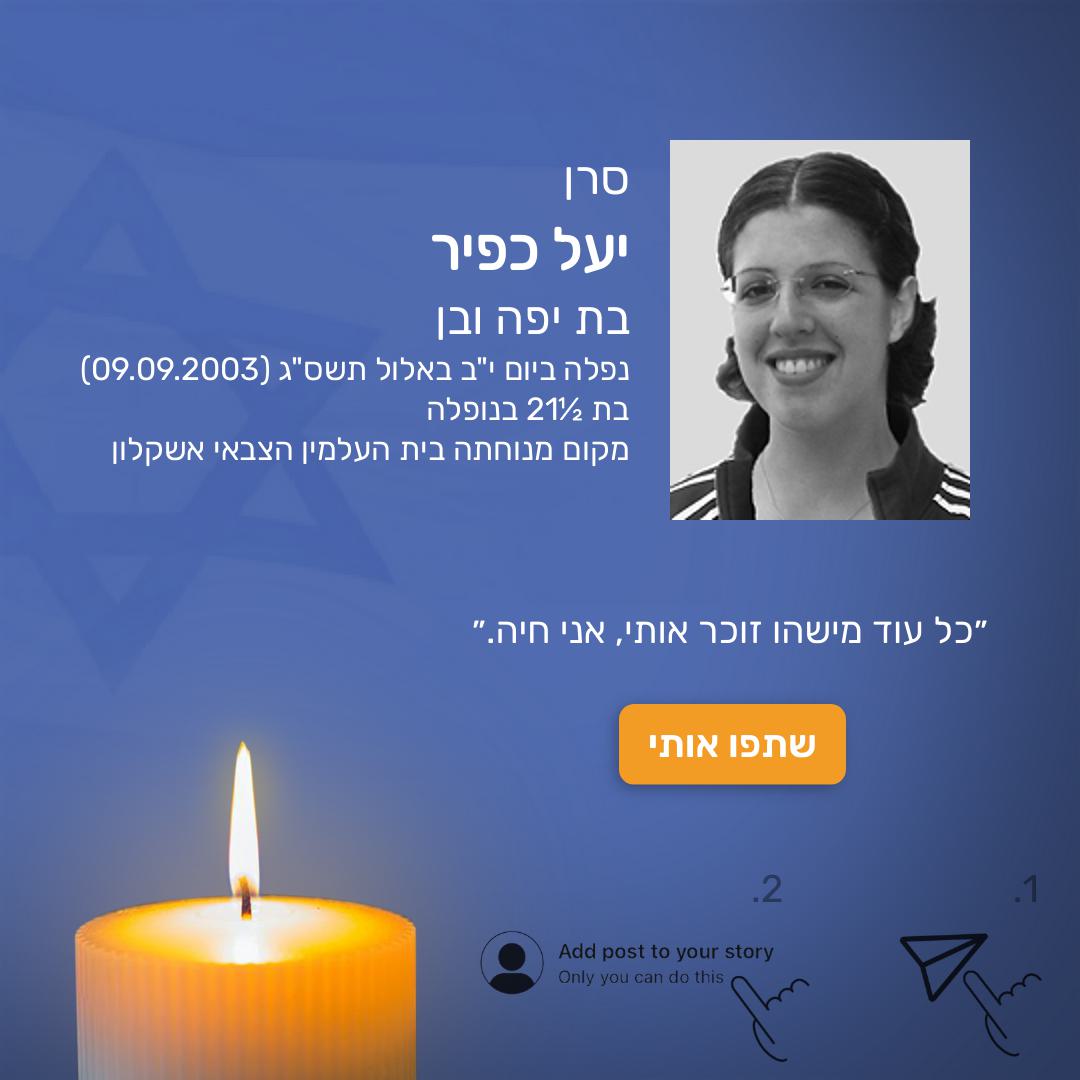 סרן
יעל כפיר
בת יפה ובן
נפלה ביום י"ב באלול תשס"ג (09.09.2003)
בת 21½ בנופלה
מקום מנוחתה בית העלמין הצבאי אשקלון
״כל עוד מישהו זוכר אותי, אני חיה.״
שתפו אותי
.1
.2
Add post to your story
Only you can do this